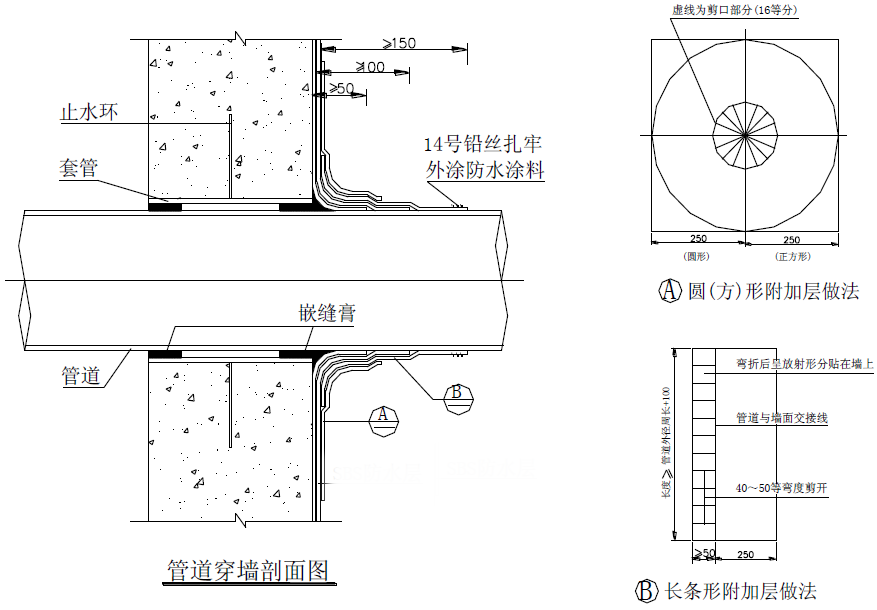 虚线为剪口部分(16等分)
≥150
≥100
≥50
止水环
14号铅丝扎牢
外涂防水涂料
套管
250
250
(圆形)
(正方形)
A 圆(方)形附加层做法
嵌缝膏
管道
B
A
弯折后呈放射形分贴在墙上
管道与墙面交接线
长度≥管道外径周长+100
40～50等弯度剪开
≥50
250
管道穿墙剖面图
B 长条形附加层做法